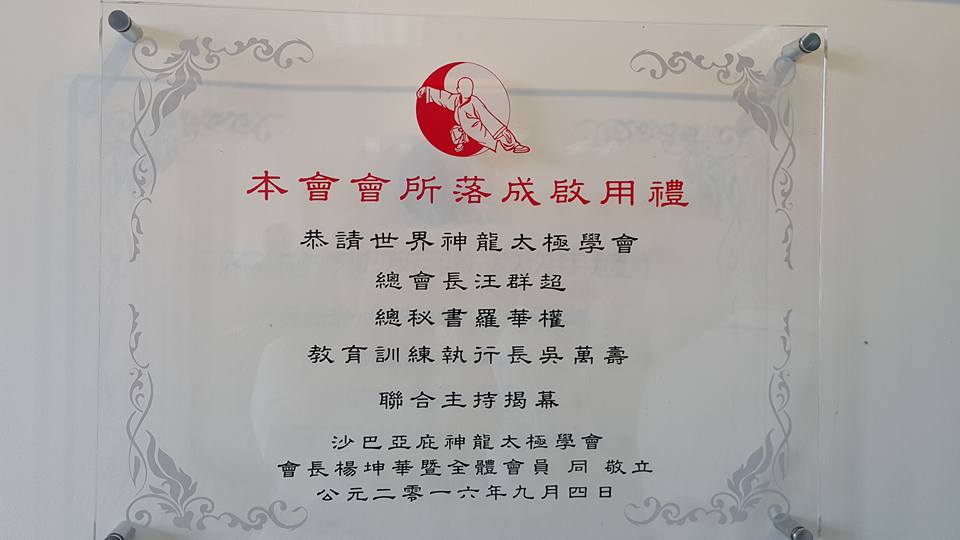 本會會所落成啟用禮
恭請世界神龍太極學會
總會長汪群超
總秘書羅華權
教育訓練執行長吳萬壽
聯合主持揭幕
沙巴亞庇神龍太極學會
會長楊坤華暨全體會員 同 敬立
公元二零一六年九月四日